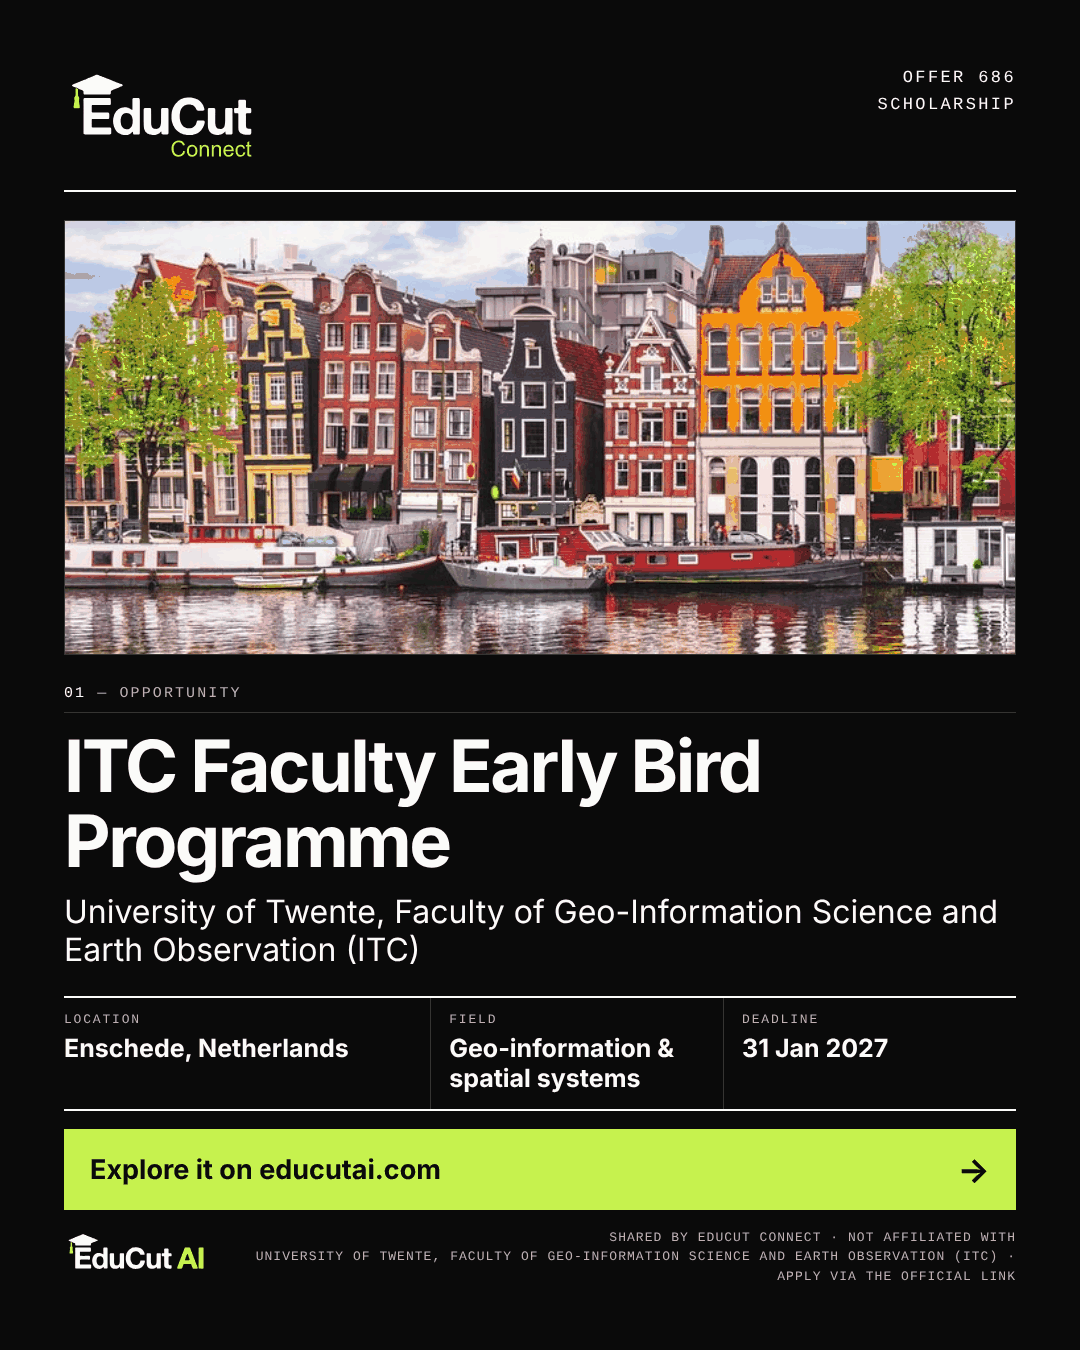 EduCut
Connect
OFFER 686
SCHOLARSHIP
01 — OPPORTUNITY
ITC Faculty Early Bird
Programme
University of Twente, Faculty of Geo-Information Science and
Earth Observation (ITC)
LOCATION
Enschede, Netherlands
FIELD
Geo-information &
spatial systems
DEADLINE
31 Jan 2027
Explore it on educutai.com →
EduCut AI
SHARED BY EDUCUT CONNECT · NOT AFFILIATED WITH
UNIVERSITY OF TWENTE, FACULTY OF GEO-INFORMATION SCIENCE AND EARTH OBSERVATION (ITC) ·
APPLY VIA THE OFFICIAL LINK